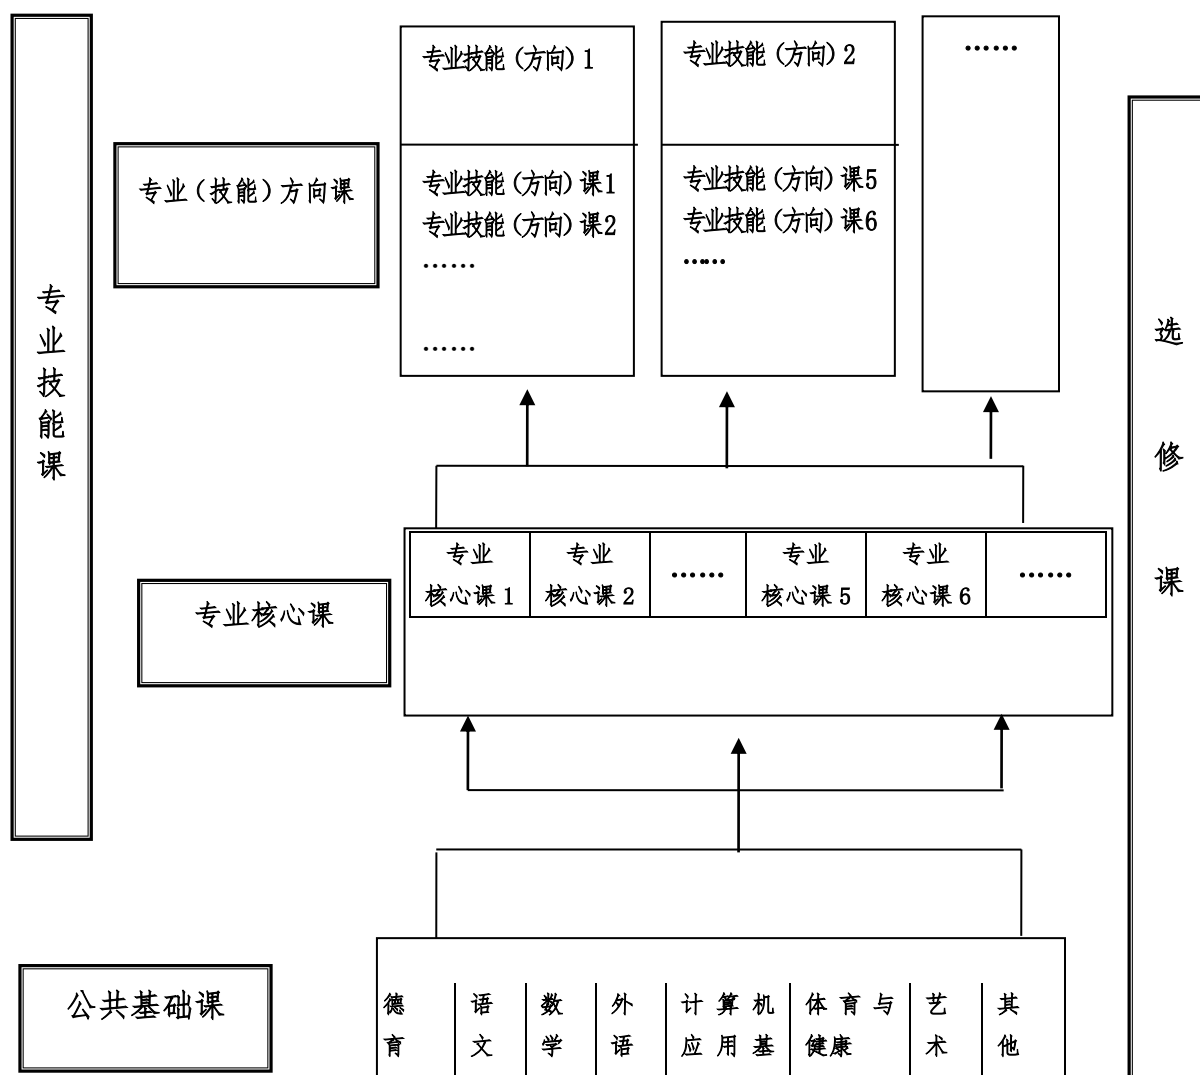 专业技能课
专业（技能）方向课
专业技能（方向）1
专业技能（方向）课1
专业技能（方向）课2
……
……
专业技能（方向）2
专业技能（方向）课5
专业技能（方向）课6
……
……
选修课
专业核心课
专业
核心课 1
专业
核心课 2
……
专业
核心课 5
专业
核心课 6
……
公共基础课
德
育
语
文
数
学
外
语
计算机
应用基
体育与
健康
艺
术
其
他